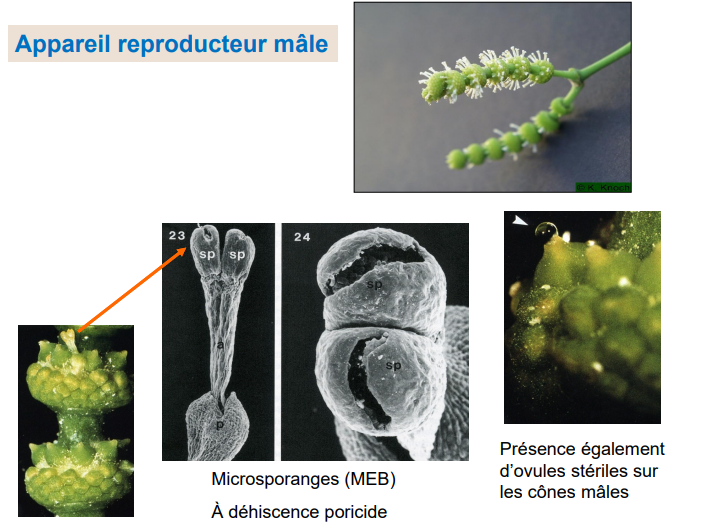 Appareil reproducteur mâle
© K. Knoch
23
sp
sp
a
p
24
sp
sp
Microsporanges (MEB)
À déhiscence poricide
Présence également
d’ovules stériles sur
les cônes mâles